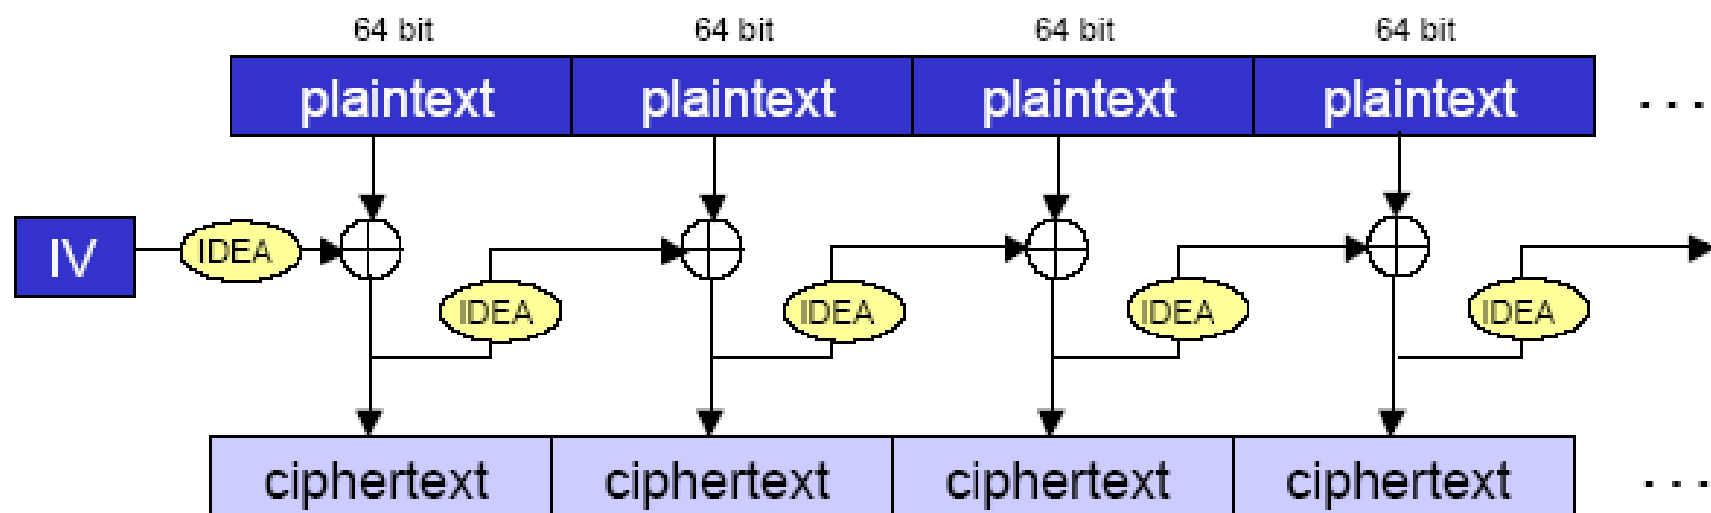 64 bit 64 bit 64 bit 64 bit
plaintext plaintext plaintext plaintext ...
IV IDEA
IDEA IDEA IDEA IDEA
ciphertext ciphertext ciphertext ciphertext ...